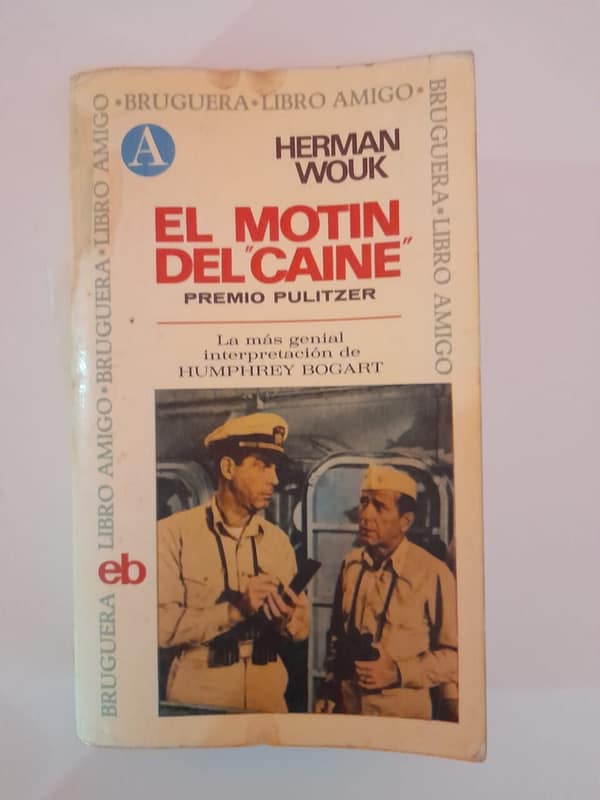 •BRUGUERA•LIBRO AMIGO•
BRUGUERA•LIBRO AMIGO
BRUGUERA LIBRO AMIGO•BRUGUERA•LIBRO AMIGO
A
HERMAN
WOUK
EL MOTIN
DEL "CAINE"
PREMIO PULITZER
La más genial
interpretación de
HUMPHREY BOGART
eb